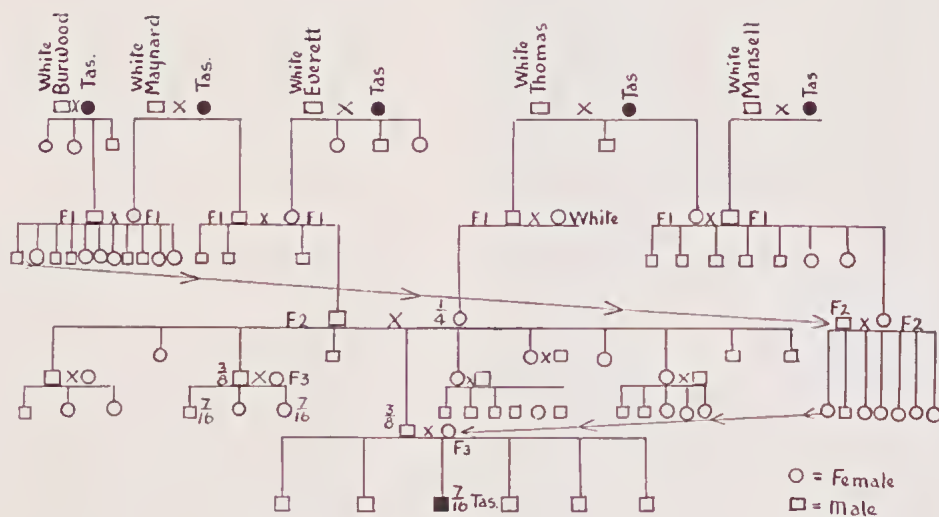 White Burwood
X
Tas.
White Maynard
X
Tas.
White Everett
X
Tas
White Thomas
X
Tas
White Mansell
X
Tas
F1 X F1
F1 X F1
F1 X White
F1 X F1
F2 X 1/4
F2 X F2
X
3/8 X F3
X
X
X
7/16
7/16
3/8 X
F3
7/16 Tas.
= Female
= Male